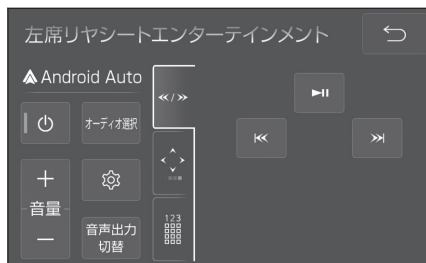 左席リヤシートエンターテインメント
Android Auto
オーディオ選択
音量
音声出力
切替
123